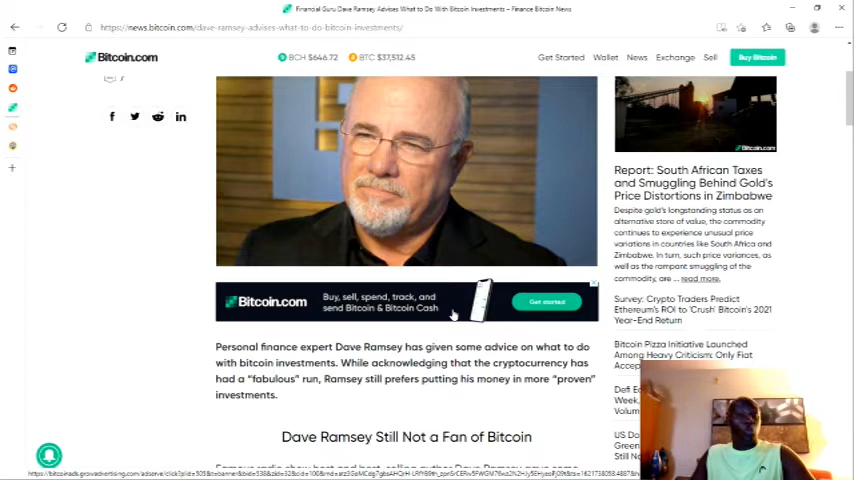 Financial Guru Dave Ramsey Advises What to Do With Bitcoin Investments – Finance Bitcoin News
https://news.bitcoin.com/dave-ramsey-advises-what-to-do-bitcoin-investments/
Bitcoin.com
BCH $646.72
BTC $37,512.45
Get Started
Wallet
News
Exchange
Sell
Buy Bitcoin
Bitcoin.com
Report: South African Taxes
and Smuggling Behind Gold's
Price Distortions in Zimbabwe
Despite gold's longstanding status as an
alternative store of value, the commodity
continues to experience unusual price
variations in countries like South Africa and
Zimbabwe. In turn, such price variances, as
well as the rampant smuggling of the
commodity, are ... read more.
Bitcoin.com
Buy, sell, spend, track, and
send Bitcoin & Bitcoin Cash
Get started
Survey: Crypto Traders Predict
Ethereum's ROI to 'Crush' Bitcoin's 2021
Year-End Return
Bitcoin Pizza Initiative Launched
Among Heavy Criticism: Only Fiat
Personal finance expert Dave Ramsey has given some advice on what to do
with bitcoin investments. While acknowledging that the cryptocurrency has
had a “fabulous” run, Ramsey still prefers putting his money in more “proven”
investments.
Defi
Week,
US
Dave Ramsey Still Not a Fan of Bitcoin